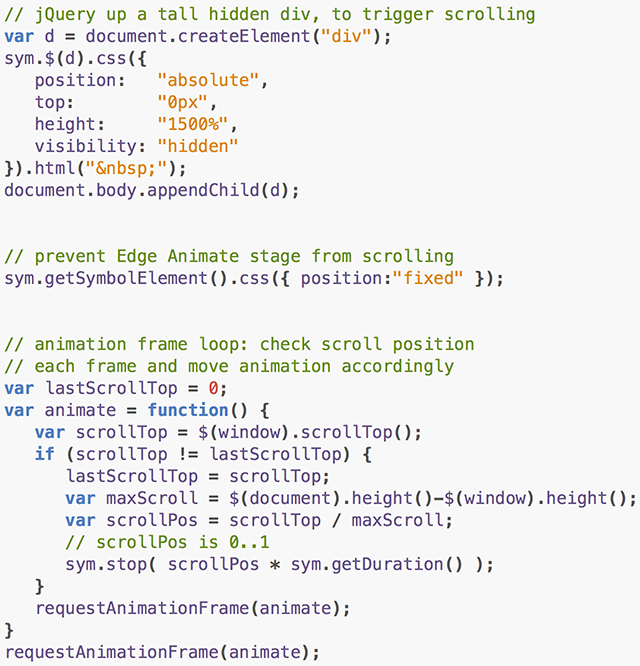 // jQuery up a tall hidden div, to trigger scrolling
var d = document.createElement("div");
sym.$(d).css({
   position:   "absolute",
   top:        "0px",
   height:     "1500%",
   visibility: "hidden"
}).html("&nbsp;");
document.body.appendChild(d);
// prevent Edge Animate stage from scrolling
sym.getSymbolElement().css({ position:"fixed" });
// animation frame loop: check scroll position
// each frame and move animation accordingly
var lastScrollTop = 0;
var animate = function() {
   var scrollTop = $(window).scrollTop();
   if (scrollTop != lastScrollTop) {
      lastScrollTop = scrollTop;
      var maxScroll = $(document).height()-$(window).height();
      var scrollPos = scrollTop / maxScroll;
      // scrollPos is 0..1
      sym.stop( scrollPos * sym.getDuration() );
   }
   requestAnimationFrame(animate);
}
requestAnimationFrame(animate);